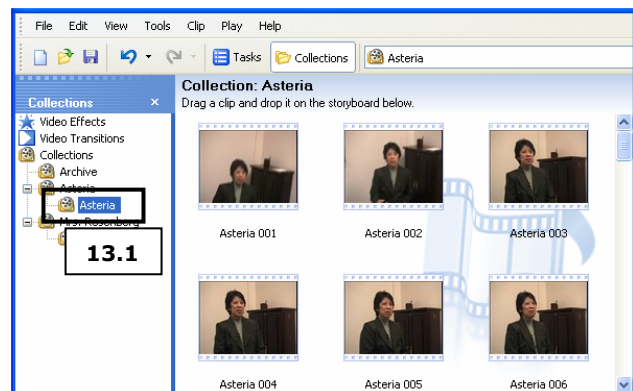 File Edit View Tools Clip Play Help
Tasks Collections Asteria
Collections ×
Video Effects
Video Transitions
Collections
Archive
Asteria
Asteria
Mrs. Rosenberg
13.1
Collection: Asteria
Drag a clip and drop it on the storyboard below.
Asteria 001 Asteria 002 Asteria 003
Asteria 004 Asteria 005 Asteria 006